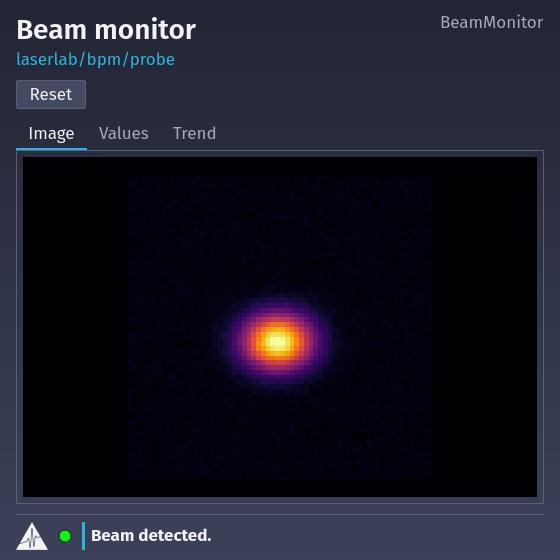 Beam monitor
BeamMonitor
laserlab/bpm/probe
Reset
Image Values Trend
Beam detected.